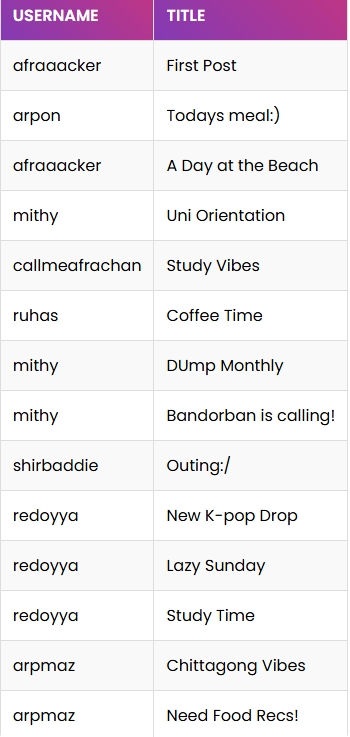 USERNAME TITLE
afraaacker First Post
arpon Todays meal:)
afraaacker A Day at the Beach
mithy Uni Orientation
callmeafrachan Study Vibes
ruhas Coffee Time
mithy DUmp Monthly
mithy Bandorban is calling!
shirbaddie Outing:/
redoyya New K-pop Drop
redoyya Lazy Sunday
redoyya Study Time
arpmaz Chittagong Vibes
arpmaz Need Food Recs!